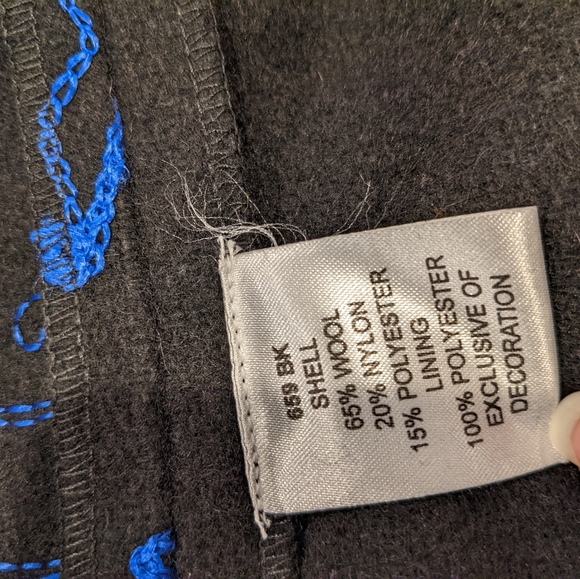 659 BK
SHELL
65% WOOL
20% NYLON
15% POLYESTER
LINING
100% POLYESTER
EXCLUSIVE OF
DECORATION